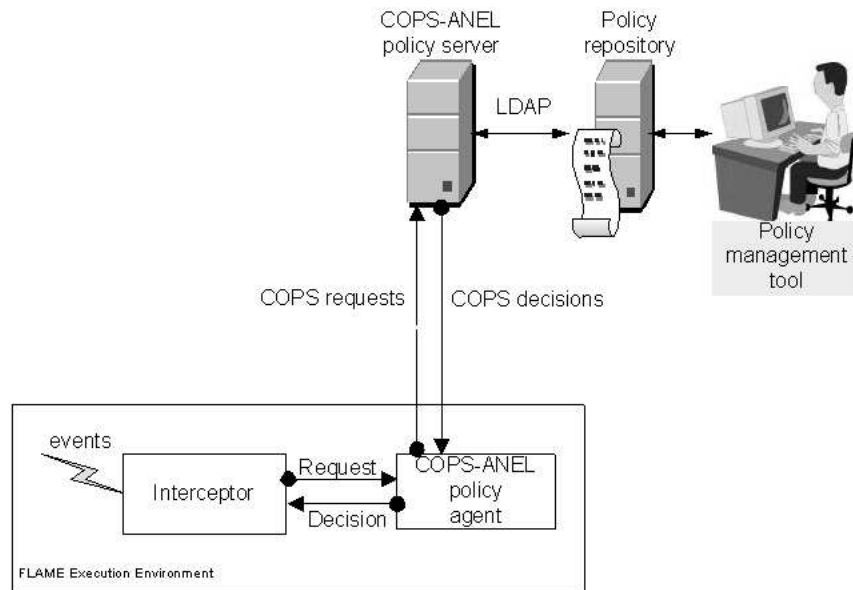 COPS-ANEL
policy server
Policy
repository
LDAP
Policy
management
tool
COPS requests
COPS decisions
events
Interceptor
Request
Decision
COPS-ANEL
policy
agent
FLAME Execution Environment